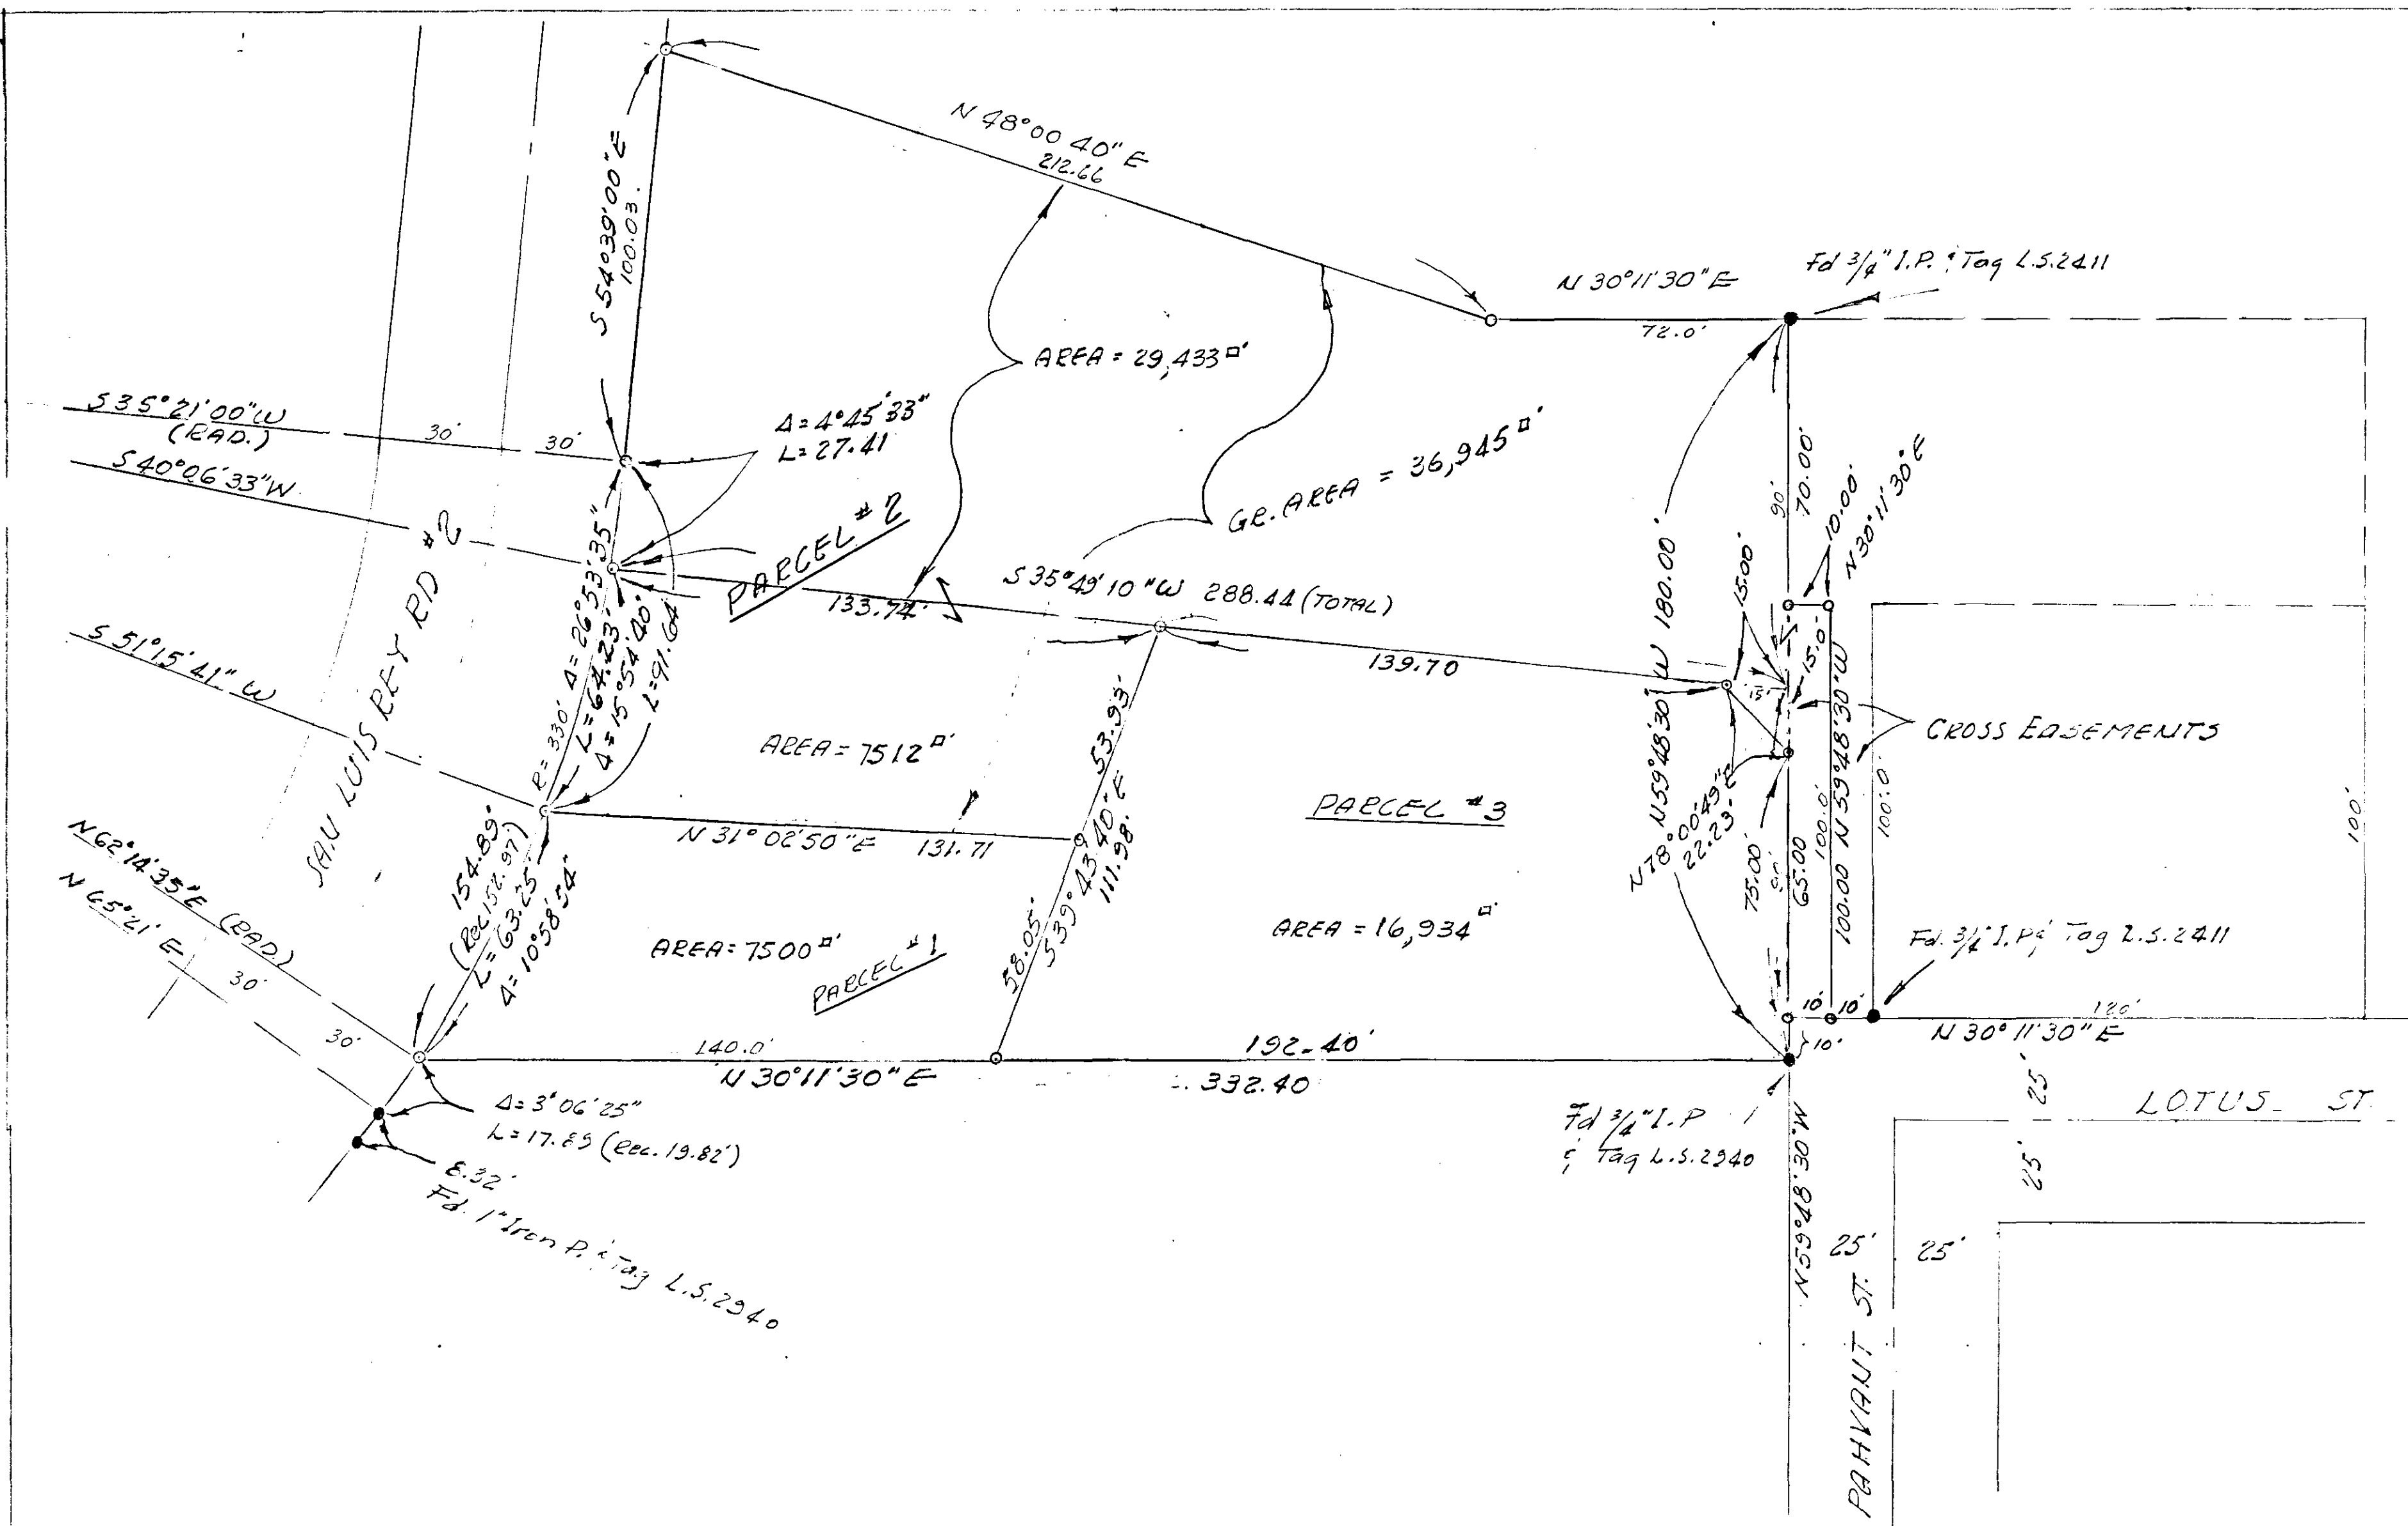 N 48°00'40" E
212.66
S 54°39'00" E
100.03.
N 30°11'30" E
72.0'
Fd 3/4" I.P. & Tag L.S.2411
AREA = 29,433 □'
S 35°21'00" W
(RAD.)
30'
30'
Δ= 4°45'33"
L= 27.41
S 40°06'33" W
GR. AREA = 36,945 □'
PARCEL #2
S 35°49'10" W 288.44 (TOTAL)
133.74'
139.70
90'
70.00'
10.00'
N 30°11'30" E
15.00'
15.0'
15'
N 59°48'30" W 180.00'
CROSS EASEMENTS
SAN LUIS REY RD #2
S 51°15'41" W
R= 330' Δ= 26°53'35"
L= 64.23'
Δ= 15°54'40"
L= 91.64
AREA = 7512 □'
53.93'
S 39°43'40" E
111.98'
58.05'
PARCEL #3
N 78°00'49" E
22.23'
75.00'
90'
65.00
100.0'
100.00 N 59°48'30" W
100.0'
100'
N 31°02'50" E 131.71
N 62°14'35" E (RAD)
N 65°21' E
30'
30'
154.89'
(Rec. 152.97)
L= 63.25'
Δ= 10°58'54"
AREA = 7500 □'
PARCEL #1
AREA = 16,934 □'
Fd. 3/4" I.P. & Tag L.S.2411
10' 10'
120'
N 30°11'30" E
10'
140.0'
N 30°11'30" E
192.40'
332.40
Δ= 3°06'25"
L= 17.89 (Rec. 19.82')
8.32'
Fd. 1" Iron P. & Tag L.S.2940
Fd 3/4" I.P
& Tag L.S.2940
N 59°48'30" W
25'
25'
LOTUS ST.
25'
25'
PAHVANT ST.